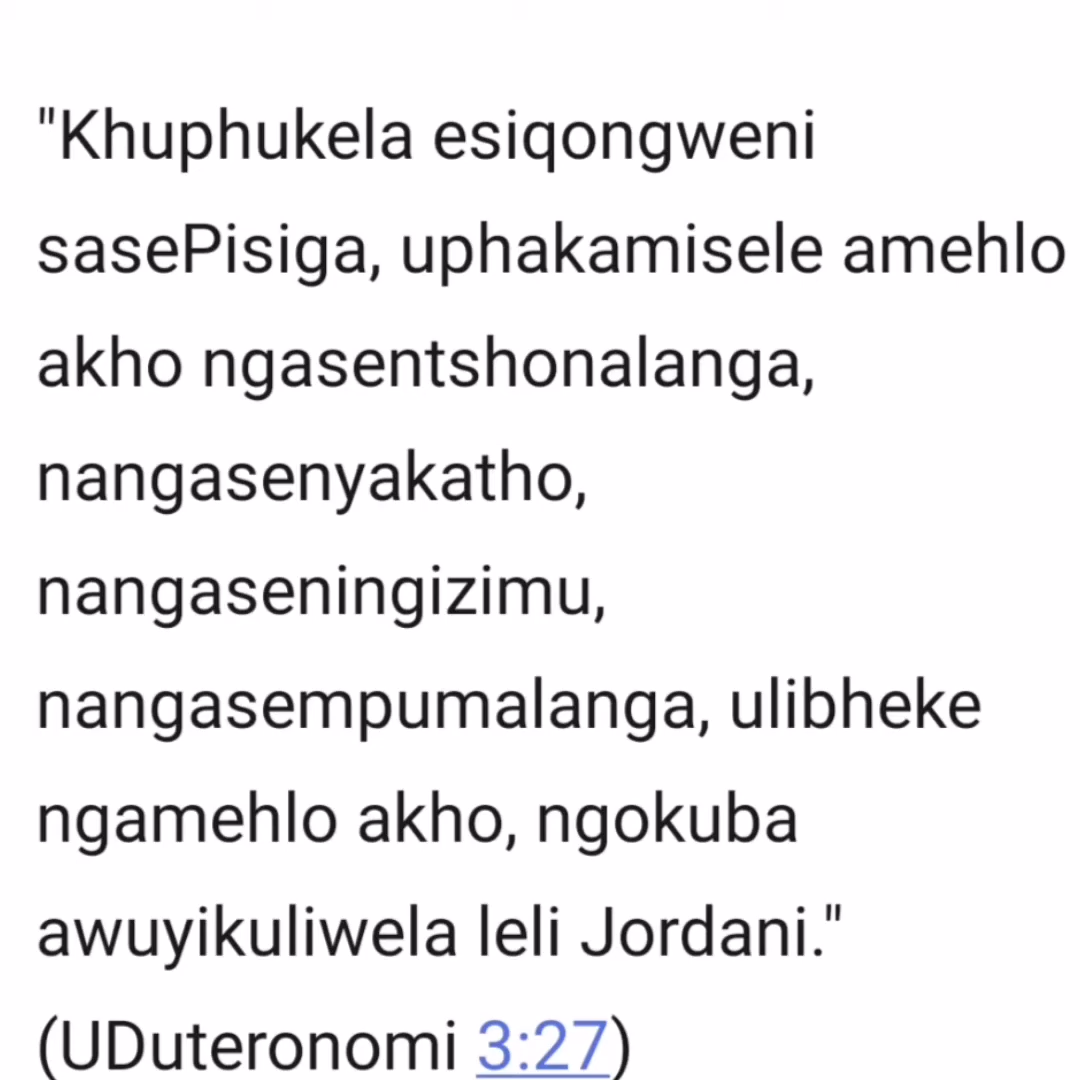 "Khuphukela esiqongweni
sasePisiga, uphakamisele amehlo
akho ngasentshonalanga,
nangasenyakatho,
nangaseningizimu,
nangasempumalanga, ulibheke
ngamehlo akho, ngokuba
awuyikuliwela leli Jordani."
(UDuteronomi 3:27)